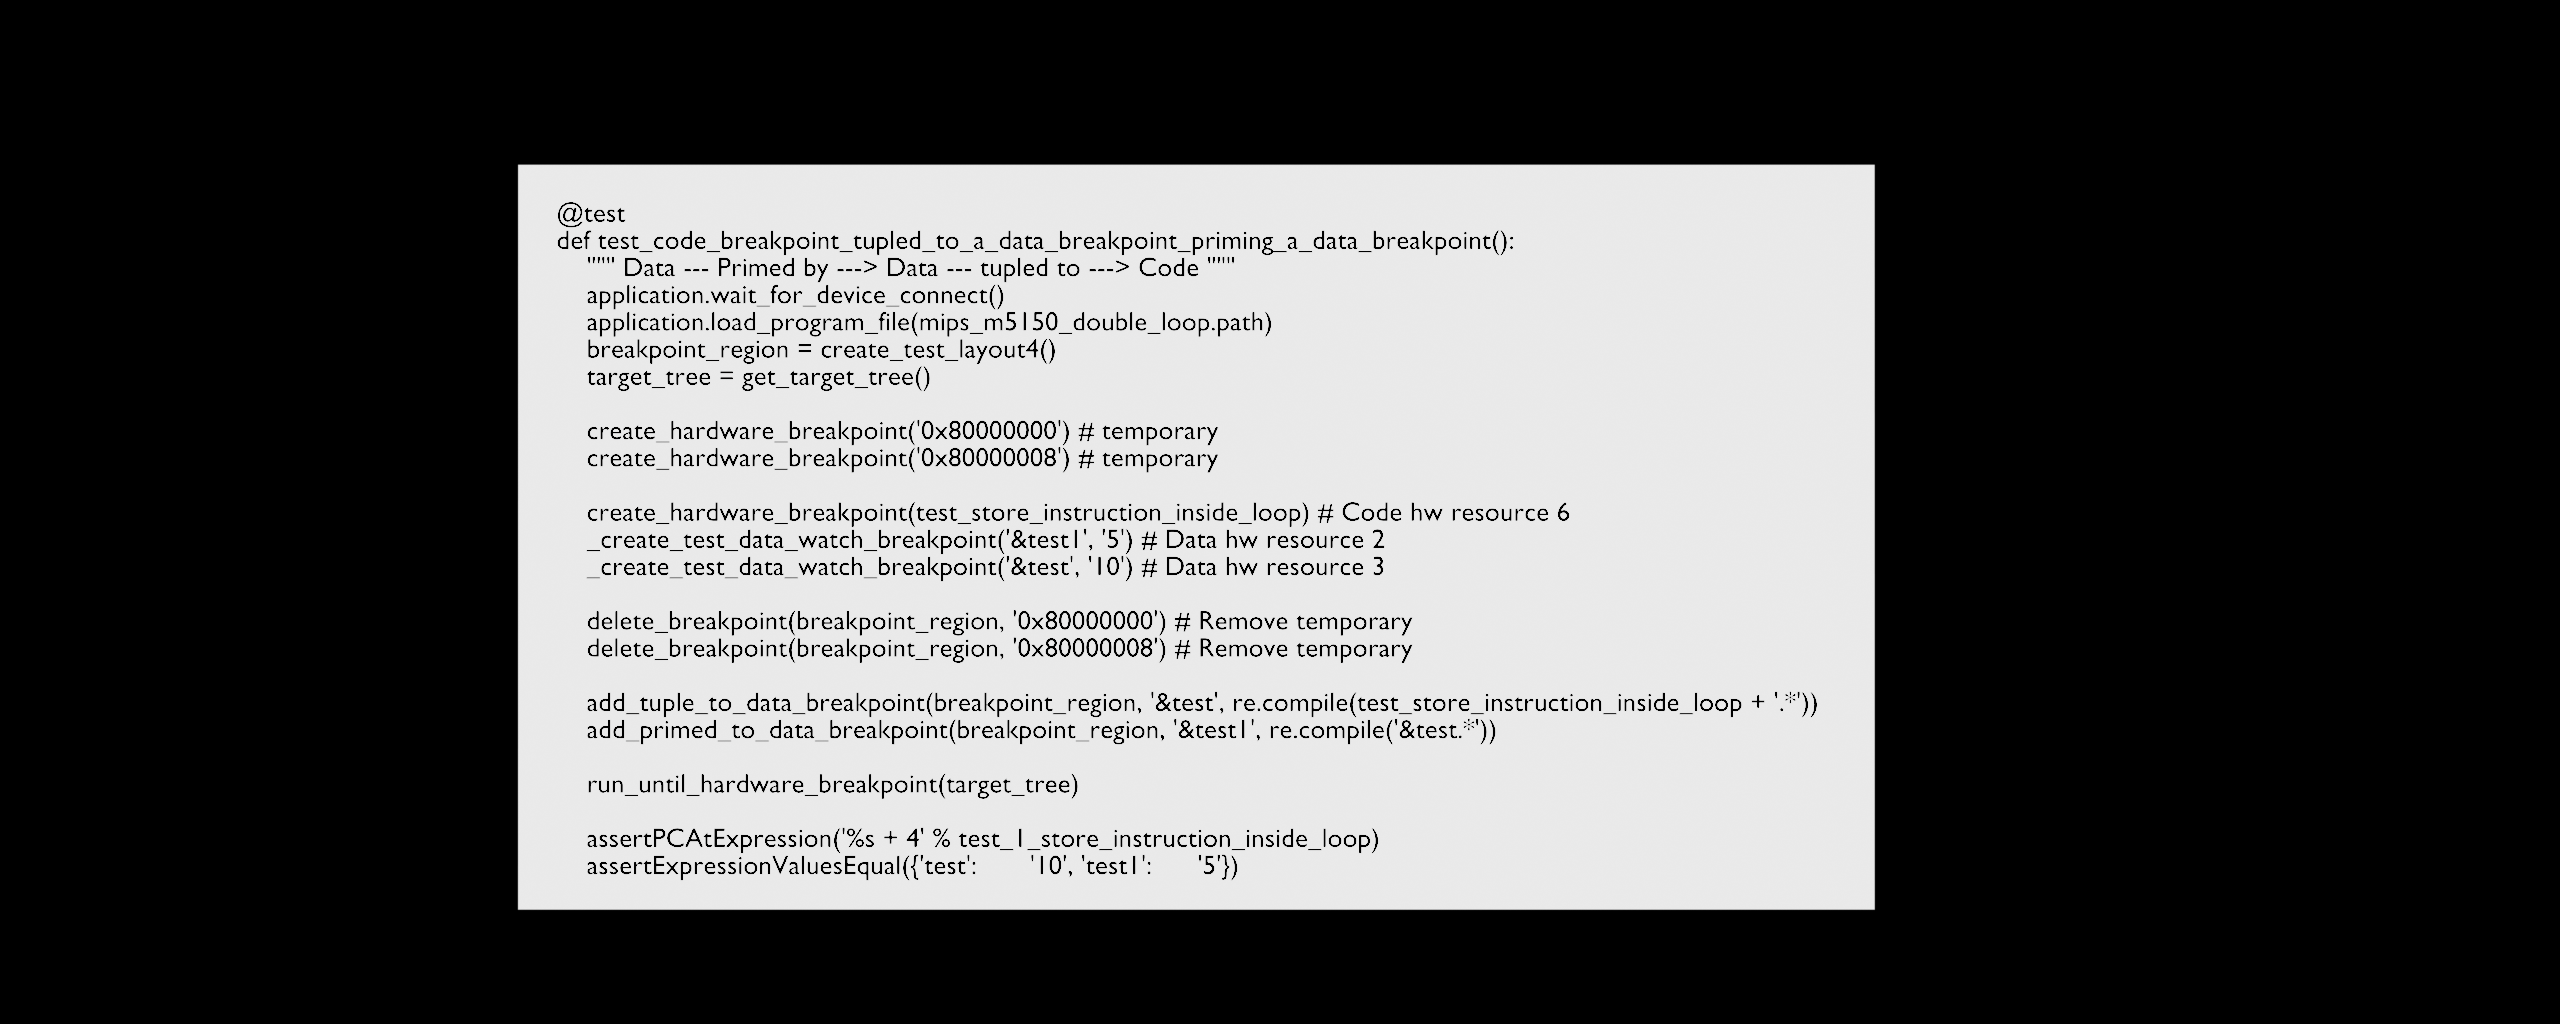 @test
def test_code_breakpoint_tupled_to_a_data_breakpoint_priming_a_data_breakpoint():
    """ Data --- Primed by ---> Data --- tupled to ---> Code """
    application.wait_for_device_connect()
    application.load_program_file(mips_m5150_double_loop.path)
    breakpoint_region = create_test_layout4()
    target_tree = get_target_tree()

    create_hardware_breakpoint('0x80000000') # temporary
    create_hardware_breakpoint('0x80000008') # temporary

    create_hardware_breakpoint(test_store_instruction_inside_loop) # Code hw resource 6
    _create_test_data_watch_breakpoint('&test1', '5') # Data hw resource 2
    _create_test_data_watch_breakpoint('&test', '10') # Data hw resource 3

    delete_breakpoint(breakpoint_region, '0x80000000') # Remove temporary
    delete_breakpoint(breakpoint_region, '0x80000008') # Remove temporary

    add_tuple_to_data_breakpoint(breakpoint_region, '&test', re.compile(test_store_instruction_inside_loop + '.*'))
    add_primed_to_data_breakpoint(breakpoint_region, '&test1', re.compile('&test.*'))

    run_until_hardware_breakpoint(target_tree)

    assertPCAtExpression('%s + 4' % test_1_store_instruction_inside_loop)
    assertExpressionValuesEqual({'test':       '10', 'test1':      '5'})